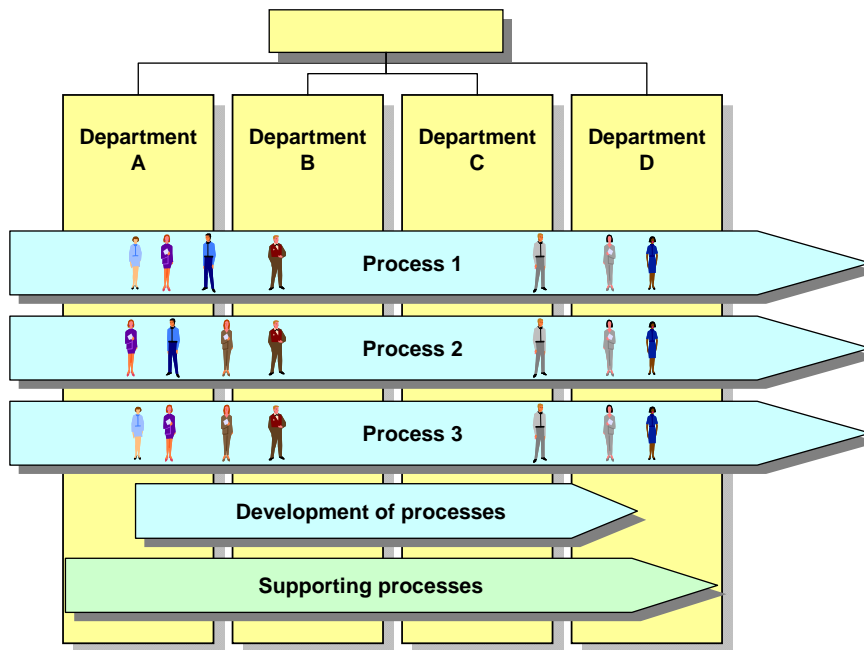 Department
A
Department
B
Department
C
Department
D
Process 1
Process 2
Process 3
Development of processes
Supporting processes